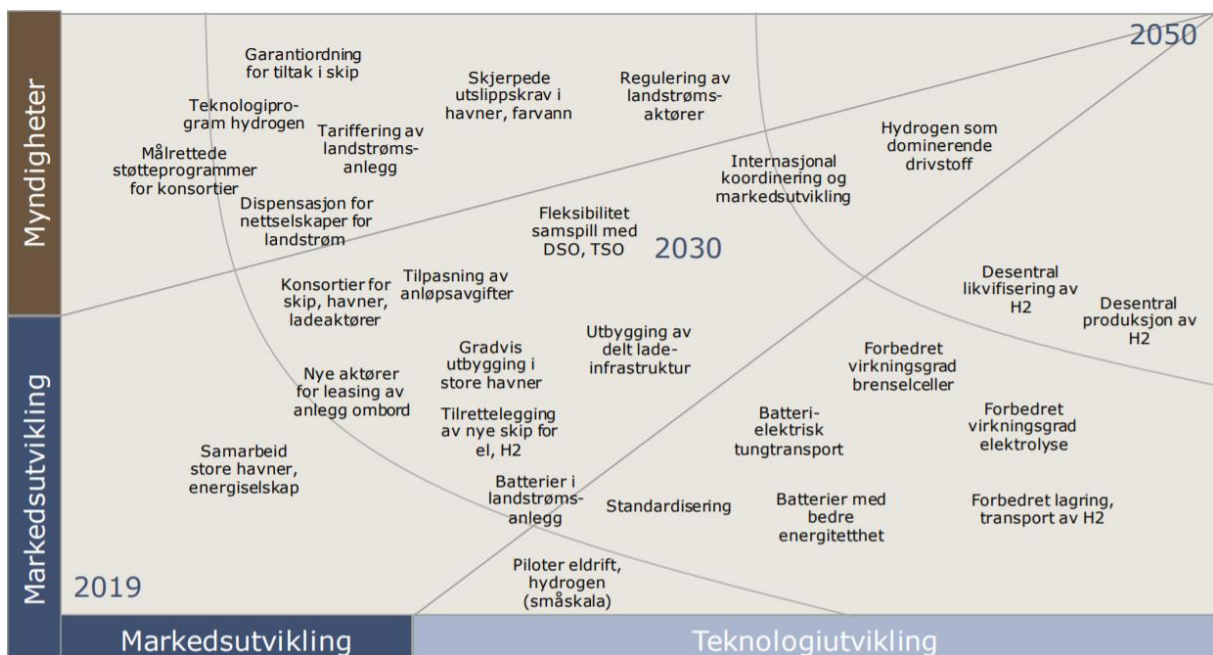 Myndigheter
Markedsutvikling
2050
Garantiordning
for tiltak i skip
Teknologipro-
gram hydrogen
Målrettede
støtteprogrammer
for konsortier
Tariffering av
landstrøms-
anlegg
Dispensasjon for
nettselskaper for
landstrøm
Skjerpede
utslippskrav i
havner, farvann
Regulering av
landstrøms-
aktører
Internasjonal
koordinering og
markedsutvikling
Hydrogen som
dominerende
drivstoff
Fleksibilitet
samspill med
DSO, TSO
2030
Konsortier for
skip, havner,
ladeaktører
Tilpasning av
anløpsavgifter
Gradvis
utbygging i
store havner
Utbygging av
delt lade-
infrastruktur
Nye aktører
for leasing av
anlegg ombord
Tilrettelegging
av nye skip for
el, H2
Samarbeid
store havner,
energiselskap
Batterier i
landstrøms-
anlegg
Desentral
likvifisering av
H2
Desentral
produksjon av
H2
Forbedret
virkningsgrad
brenselceller
Batteri-
elektrisk
tungtransport
Forbedret
virkningsgrad
elektrolyse
Standardisering
Batterier med
bedre
energitetthet
Forbedret lagring,
transport av H2
Piloter eldrift,
hydrogen
(småskala)
2019
Markedsutvikling
Teknologiutvikling